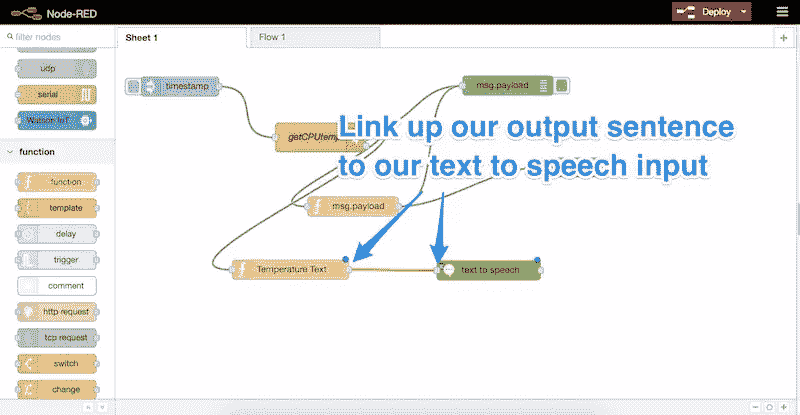 Node-RED
Deploy
filter nodes
Sheet 1
Flow 1
udp
serial
Watson IoT
function
function
template
delay
trigger
comment
http request
tcp request
switch
change
timestamp
msg.payload
getCPUtemp
Link up our output sentence
to our text to speech input
msg.payload
Temperature Text
text to speech